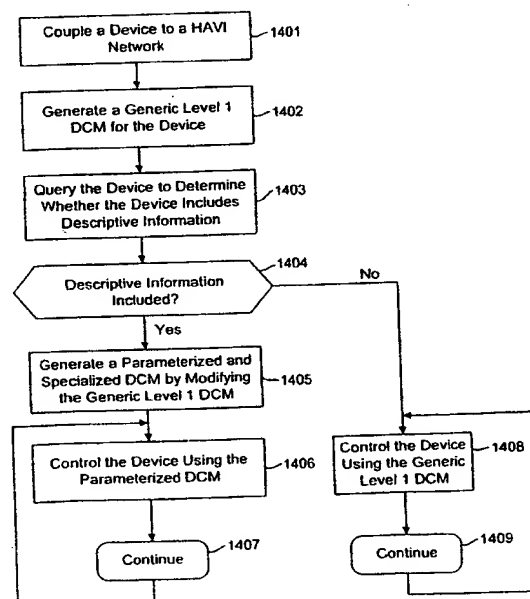 Couple a Device to a HAVI
Network
1401
Generate a Generic Level 1
DCM for the Device
1402
Query the Device to Determine
Whether the Device Includes
Descriptive Information
1403
1404
Descriptive Information
Included?
No
Yes
Generate a Parameterized and
Specialized DCM by Modifying
the Generic Level 1 DCM
1405
Control the Device Using the
Parameterized DCM
1406
Control the Device
Using the Generic
Level 1 DCM
1408
Continue
1407
Continue
1409